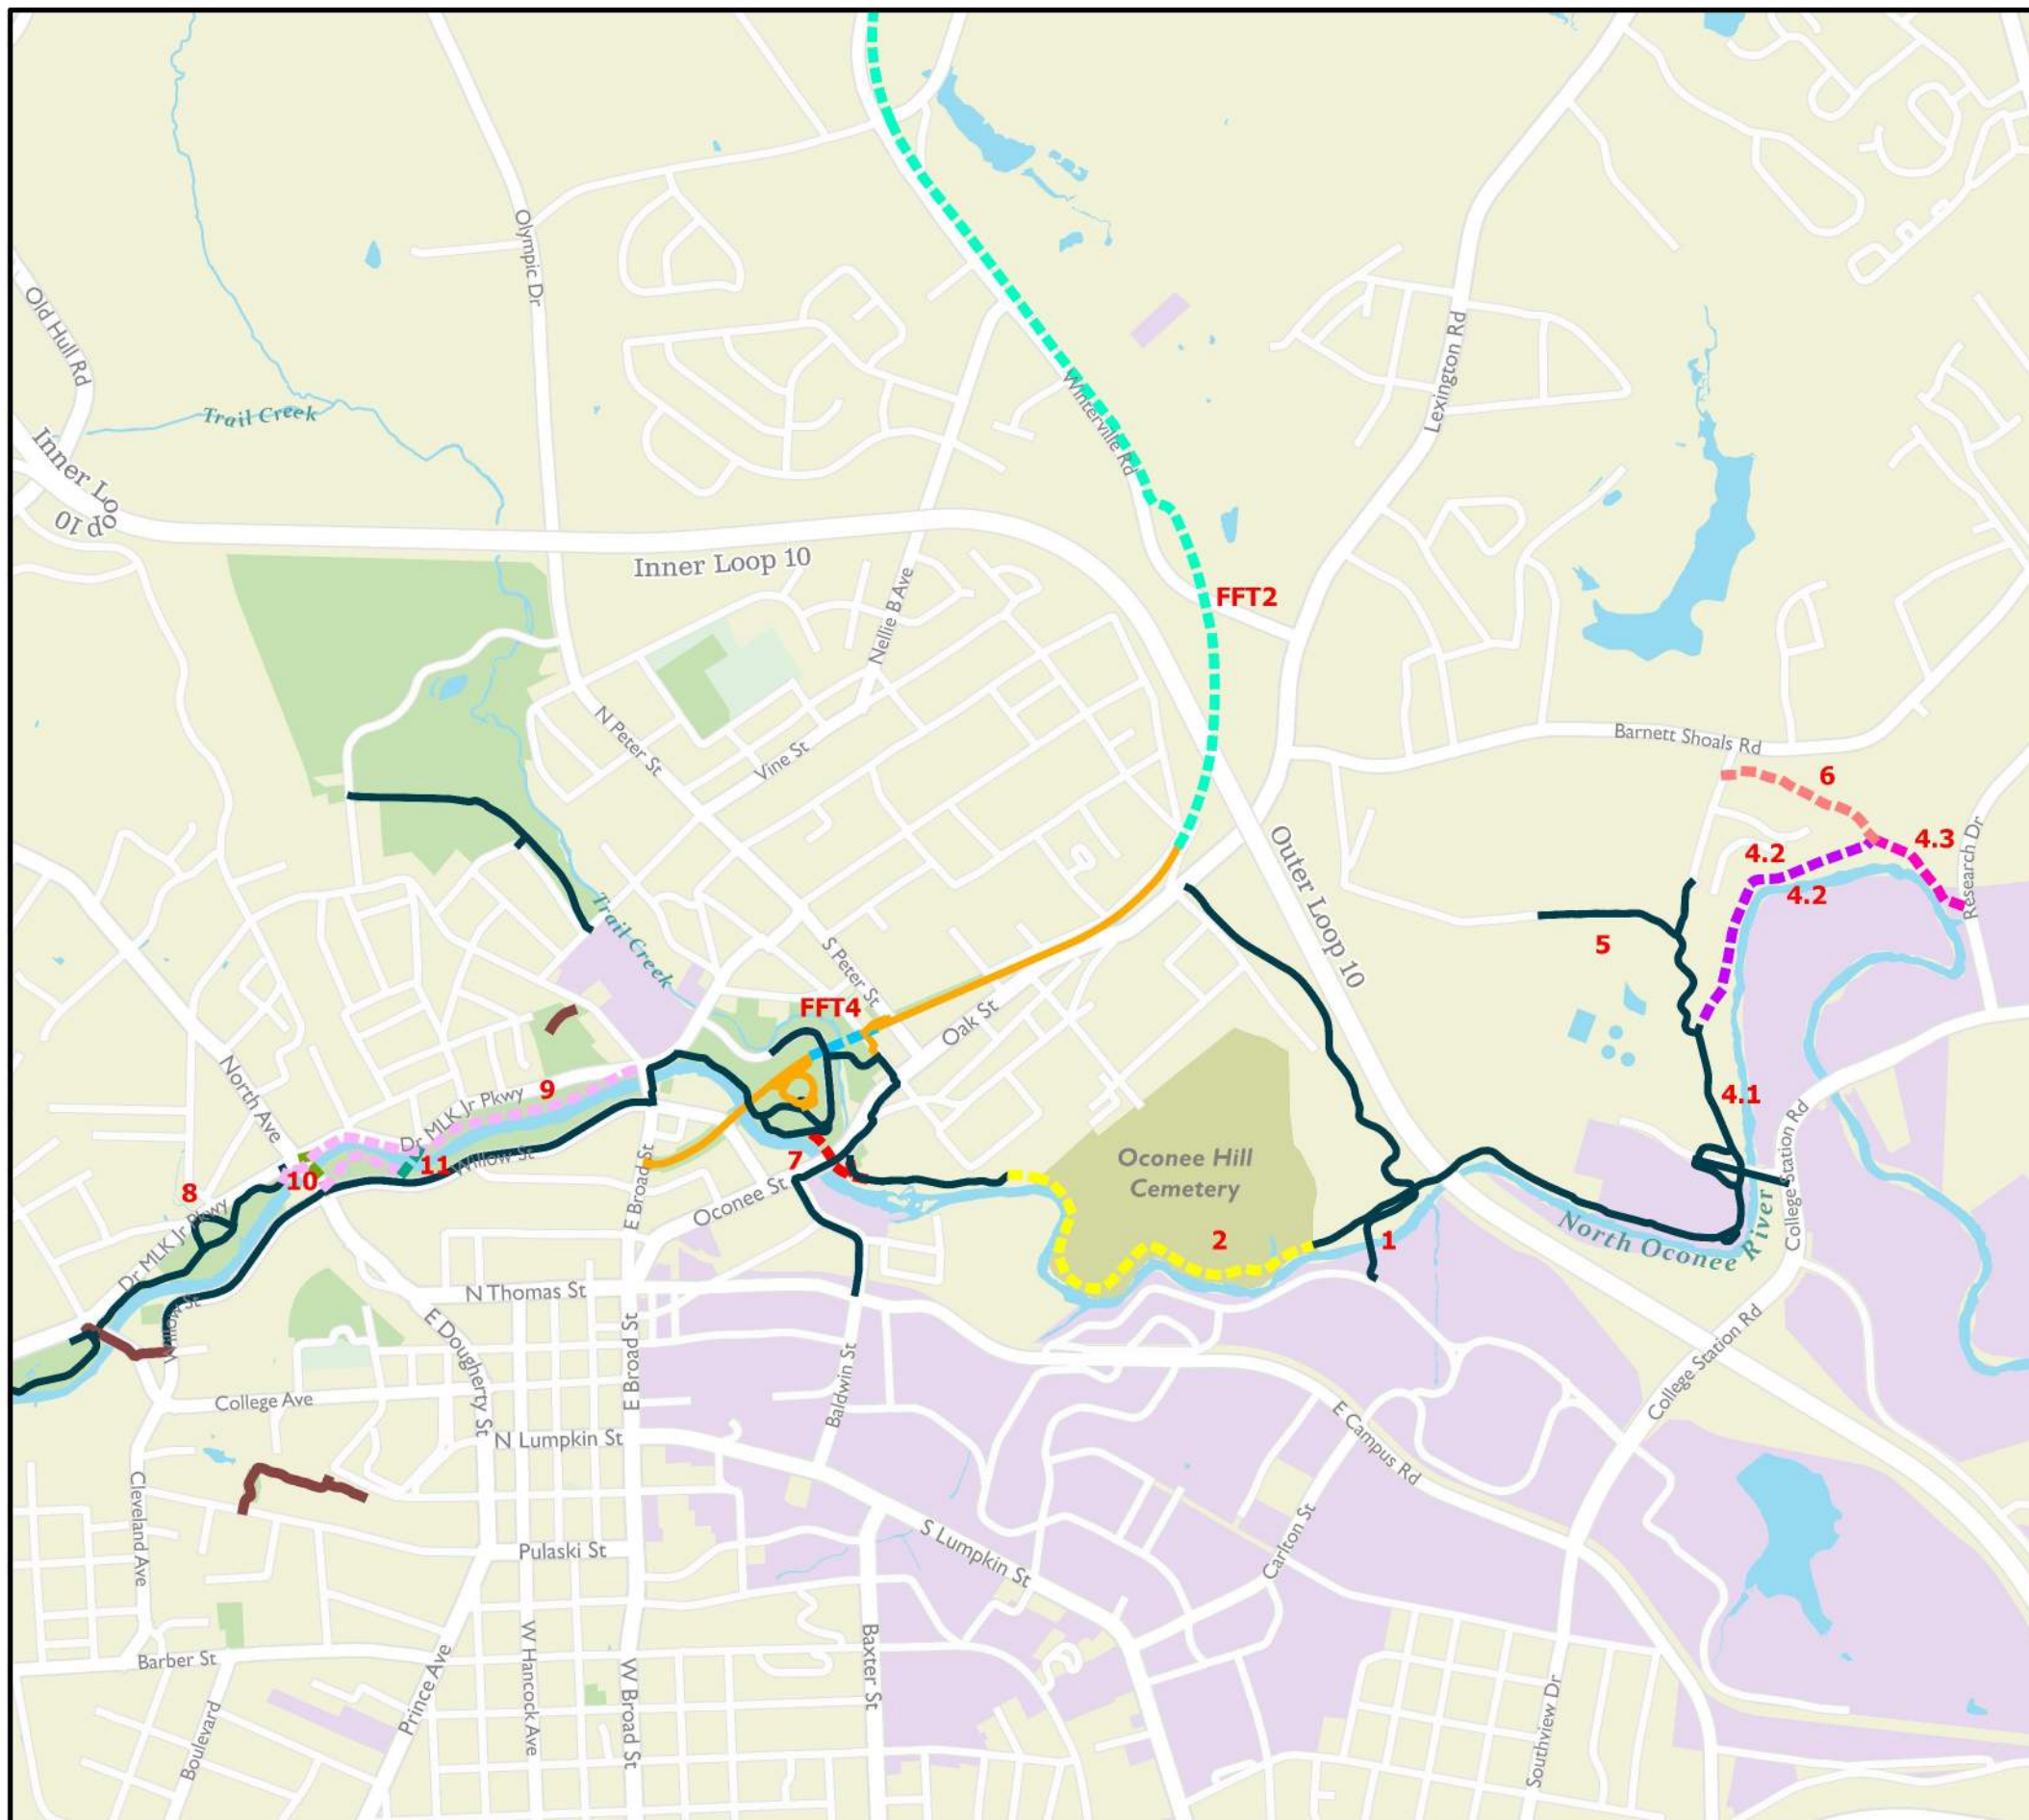 Olympic Dr
Old Hull Rd
Trail Creek
Inner Lo
op 10
Winterville Rd
Lexington Rd
Inner Loop 10
Nellie B Ave
FFT2
N Peter St
Vine St
Barnett Shoals Rd
6
4.3
4.2
4.2
Research Dr
Outer Loop 10
Trail Creek
S Peter St
5
FFT4
Oak St
North Ave
9
Dr MLK Jr Pkwy
4.1
College Station Rd
Oconee Hill
Cemetery
11
Willow St
7
10
8
Oconee St
E Broad St
Dr MLK Jr Pkwy
2
1
North Oconee
River
Willow St
N Thomas St
E Dougherty St
E Broad St
Baldwin St
College Station Rd
College Ave
N Lumpkin St
E Campus Rd
Cleveland Ave
Pulaski St
S Lumpkin St
Carlton St
Barber St
Prince Ave
W Hancock Ave
W Broad St
Baxter St
Boulevard
Southview Dr